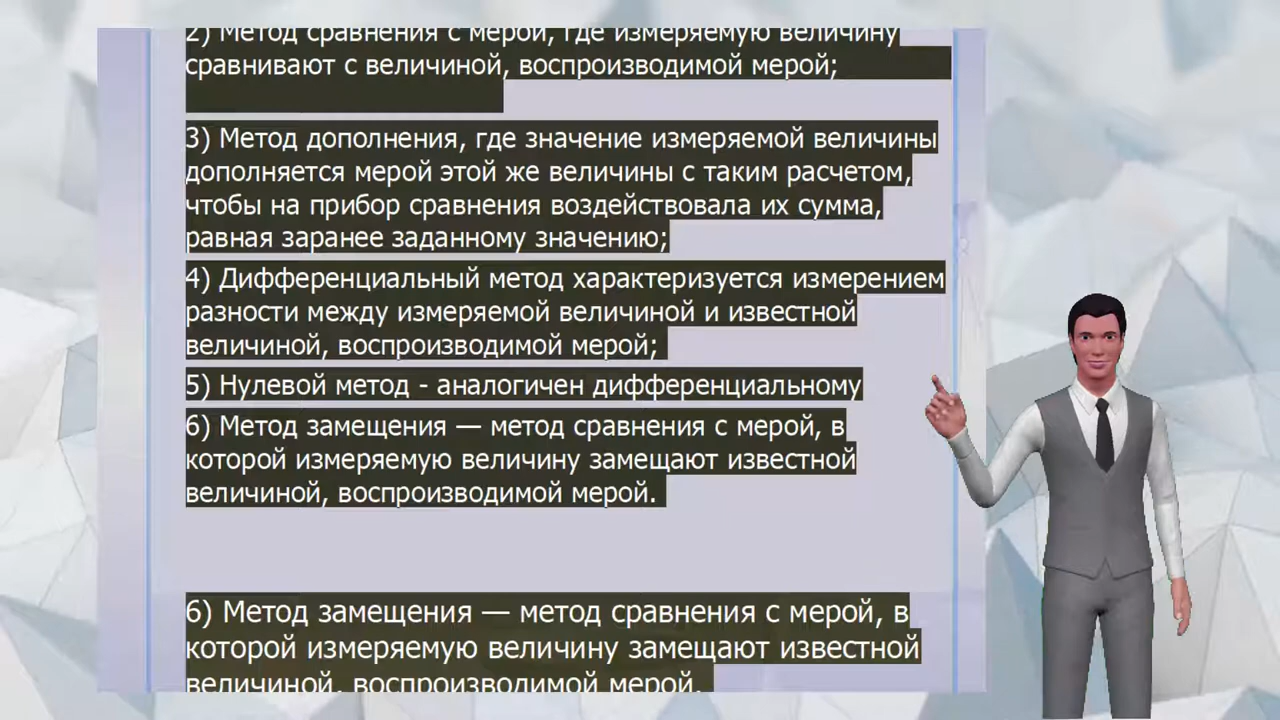 2) Метод сравнения с мерой, где измеряемую величину
сравнивают с величиной, воспроизводимой мерой;
3) Метод дополнения, где значение измеряемой величины
дополняется мерой этой же величины с таким расчетом,
чтобы на прибор сравнения воздействовала их сумма,
равная заранее заданному значению;
4) Дифференциальный метод характеризуется измерением
разности между измеряемой величиной и известной
величиной, воспроизводимой мерой;
5) Нулевой метод - аналогичен дифференциальному
6) Метод замещения — метод сравнения с мерой, в
которой измеряемую величину замещают известной
величиной, воспроизводимой мерой.
6) Метод замещения — метод сравнения с мерой, в
которой измеряемую величину замещают известной
величиной, воспроизводимой мерой.